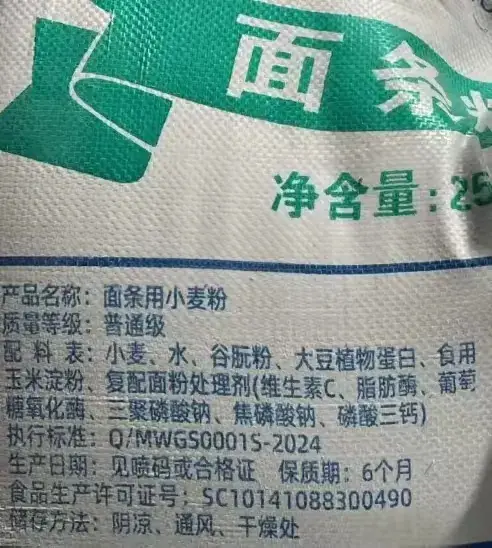 面条粉
净含量：25
产品名称：面条用小麦粉
质量等级：普通级
配 料 表：小麦、水、谷朊粉、大豆植物蛋白、食用
玉米淀粉、复配面粉处理剂(维生素C、脂肪酶、葡萄
糖氧化酶、三聚磷酸钠、焦磷酸钠、磷酸三钙)
执行标准：Q/MWGS0001S-2024
生产日期：见喷码或合格证 保质期：6个月
食品生产许可证号：SC10141088300490
储存方法：阴凉、通风、干燥处